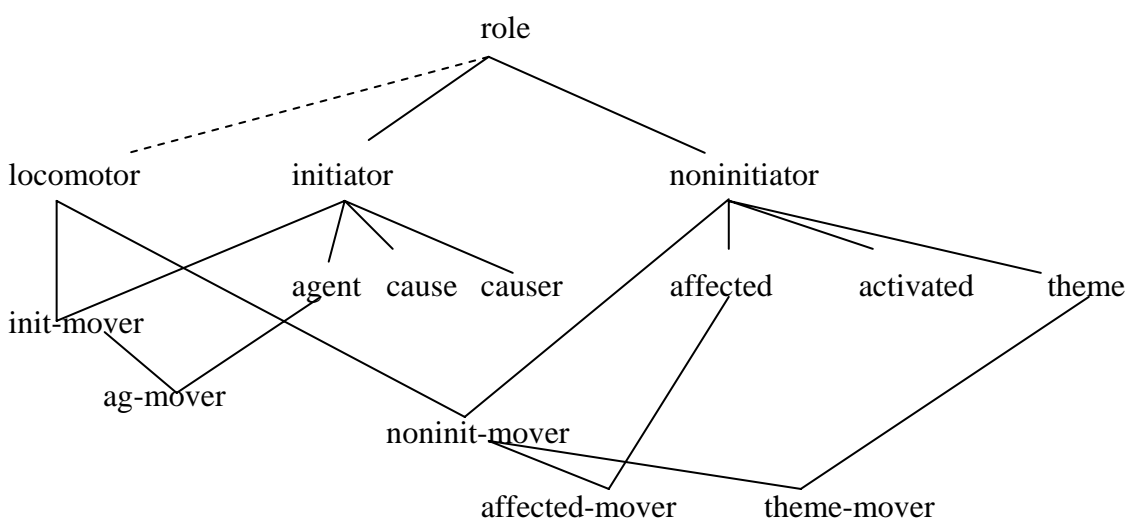 role
locomotor initiator noninitiator
agent cause causer affected activated theme
init-mover
ag-mover
noninit-mover
affected-mover theme-mover